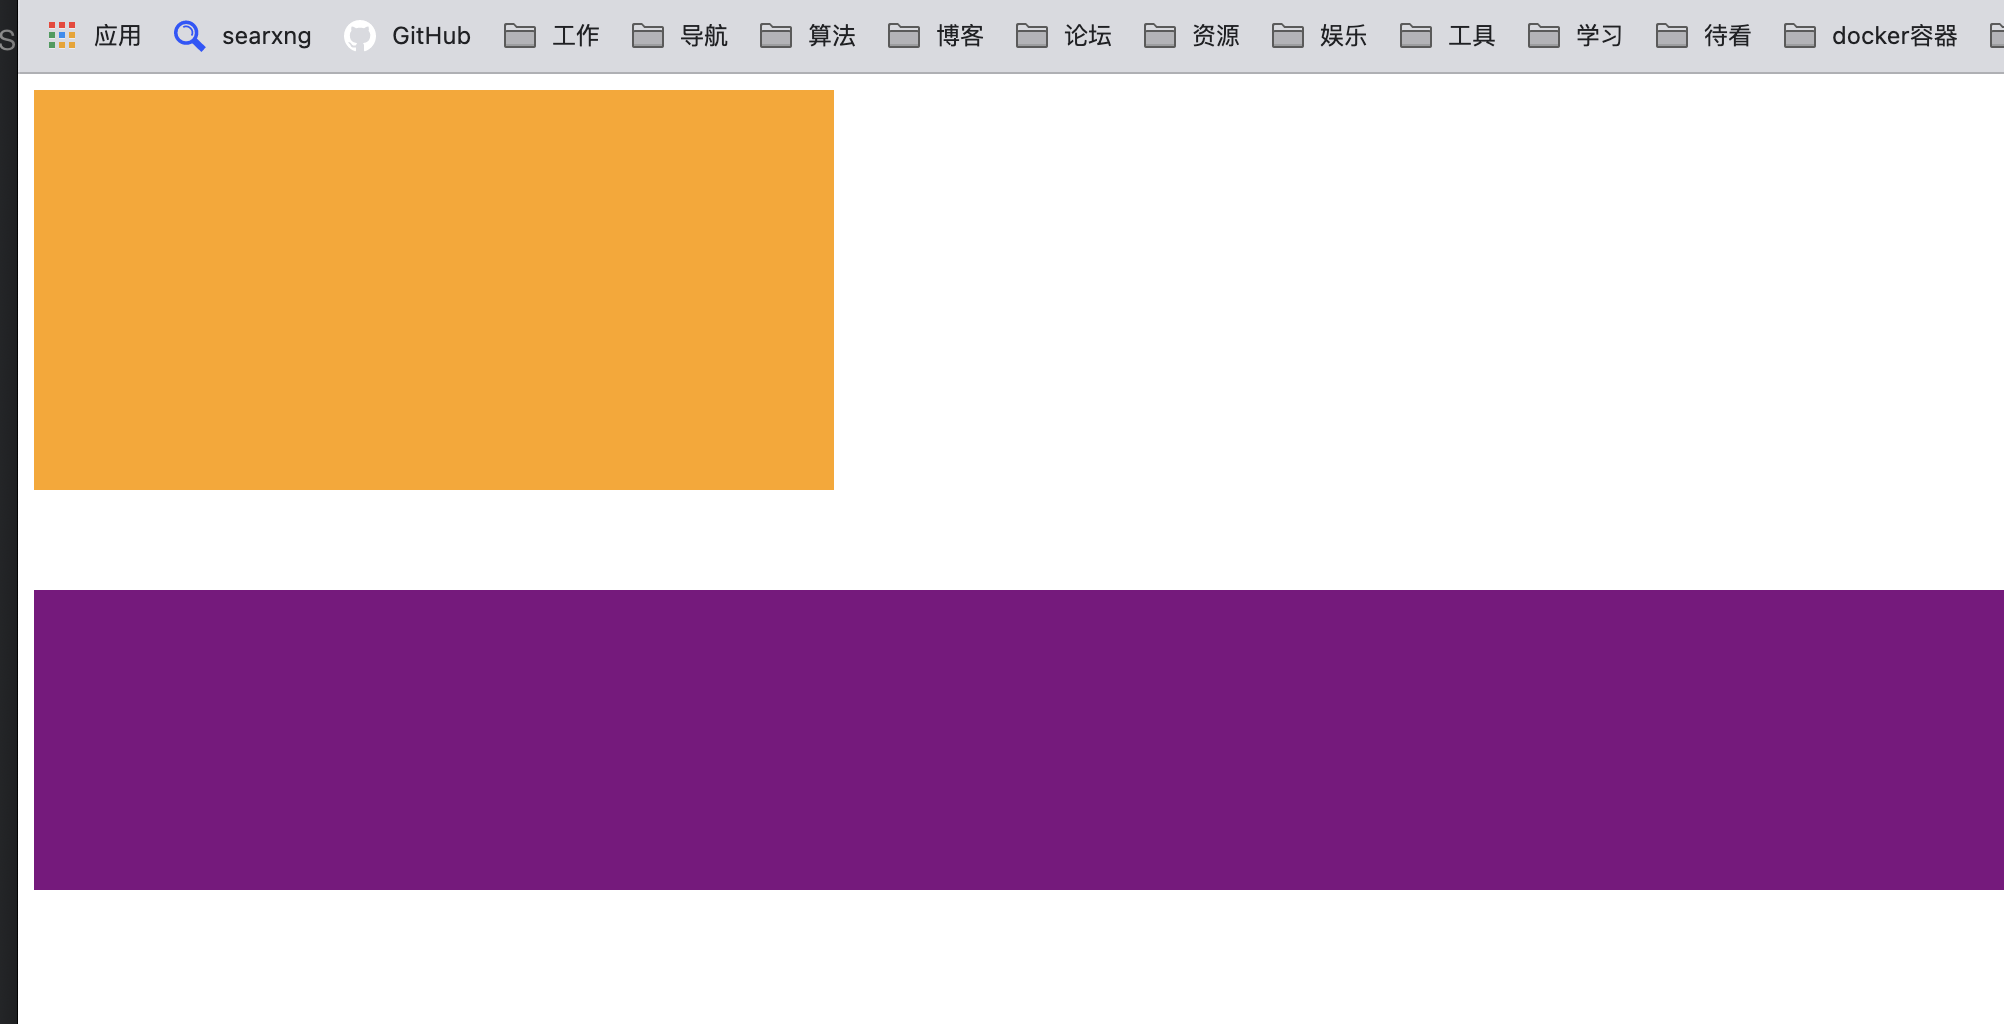 S
应用 searxng GitHub 工作 导航 算法 博客 论坛 资源 娱乐 工具 学习 待看 docker容器